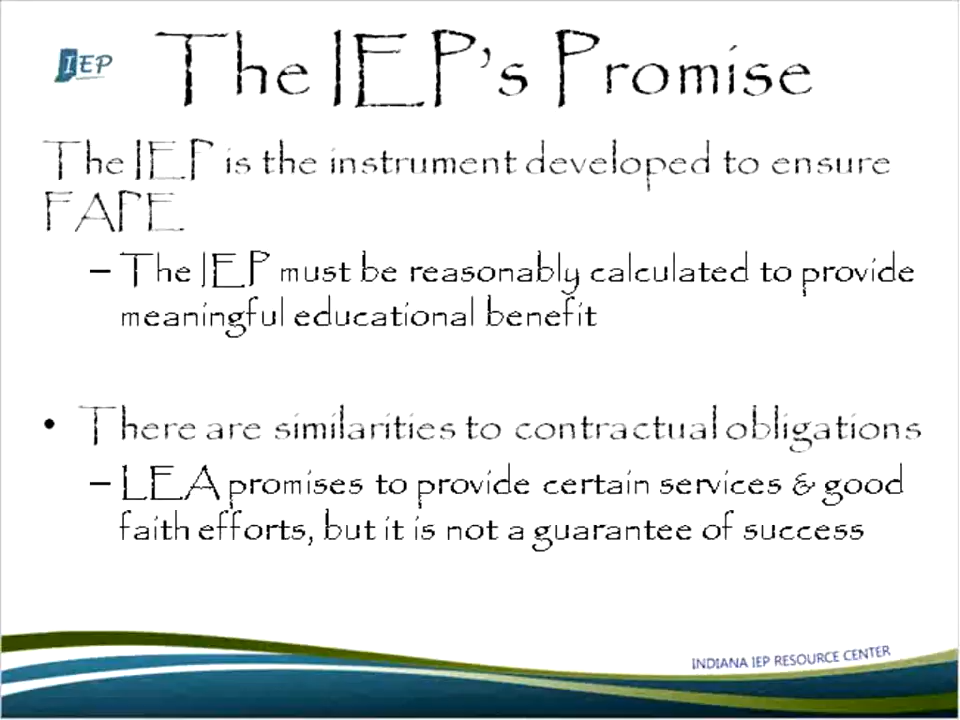 IEP
The IEP's Promise
The IEP is the instrument developed to ensure
FAPE
– The IEP must be reasonably calculated to provide
meaningful educational benefit
• There are similarities to contractual obligations
– LEA promises to provide certain services & good
faith efforts, but it is not a guarantee of success
INDIANA IEP RESOURCE CENTER